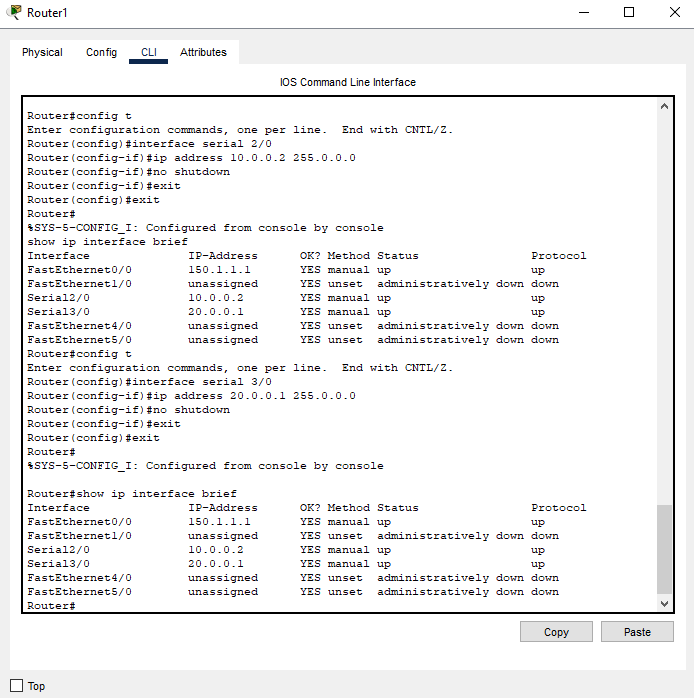 Router1
Physical Config CLI Attributes
IOS Command Line Interface
Router#config t
Enter configuration commands, one per line.  End with CNTL/Z.
Router(config)#interface serial 2/0
Router(config-if)#ip address 10.0.0.2 255.0.0.0
Router(config-if)#no shutdown
Router(config-if)#exit
Router(config)#exit
Router#
%SYS-5-CONFIG_I: Configured from console by console
show ip interface brief
Interface              IP-Address      OK? Method Status                Protocol
FastEthernet0/0        150.1.1.1       YES manual up                    up
FastEthernet1/0        unassigned      YES unset  administratively down down
Serial2/0              10.0.0.2        YES manual up                    up
Serial3/0              20.0.0.1        YES manual up                    up
FastEthernet4/0        unassigned      YES unset  administratively down down
FastEthernet5/0        unassigned      YES unset  administratively down down
Router#config t
Enter configuration commands, one per line.  End with CNTL/Z.
Router(config)#interface serial 3/0
Router(config-if)#ip address 20.0.0.1 255.0.0.0
Router(config-if)#no shutdown
Router(config-if)#exit
Router(config)#exit
Router#
%SYS-5-CONFIG_I: Configured from console by console
Router#show ip interface brief
Interface              IP-Address      OK? Method Status                Protocol
FastEthernet0/0        150.1.1.1       YES manual up                    up
FastEthernet1/0        unassigned      YES unset  administratively down down
Serial2/0              10.0.0.2        YES manual up                    up
Serial3/0              20.0.0.1        YES manual up                    up
FastEthernet4/0        unassigned      YES unset  administratively down down
FastEthernet5/0        unassigned      YES unset  administratively down down
Router#
Copy Paste
Top